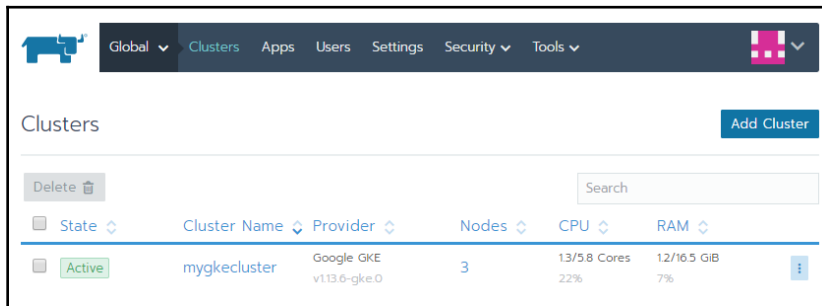 Global Clusters Apps Users Settings Security Tools
Clusters
Add Cluster
Delete
Search
State Cluster Name Provider Nodes CPU RAM
Active mygkecluster Google GKE 3 1.3/5.8 Cores 1.2/16.5 GiB
v1.13.6-gke.0 22% 7%